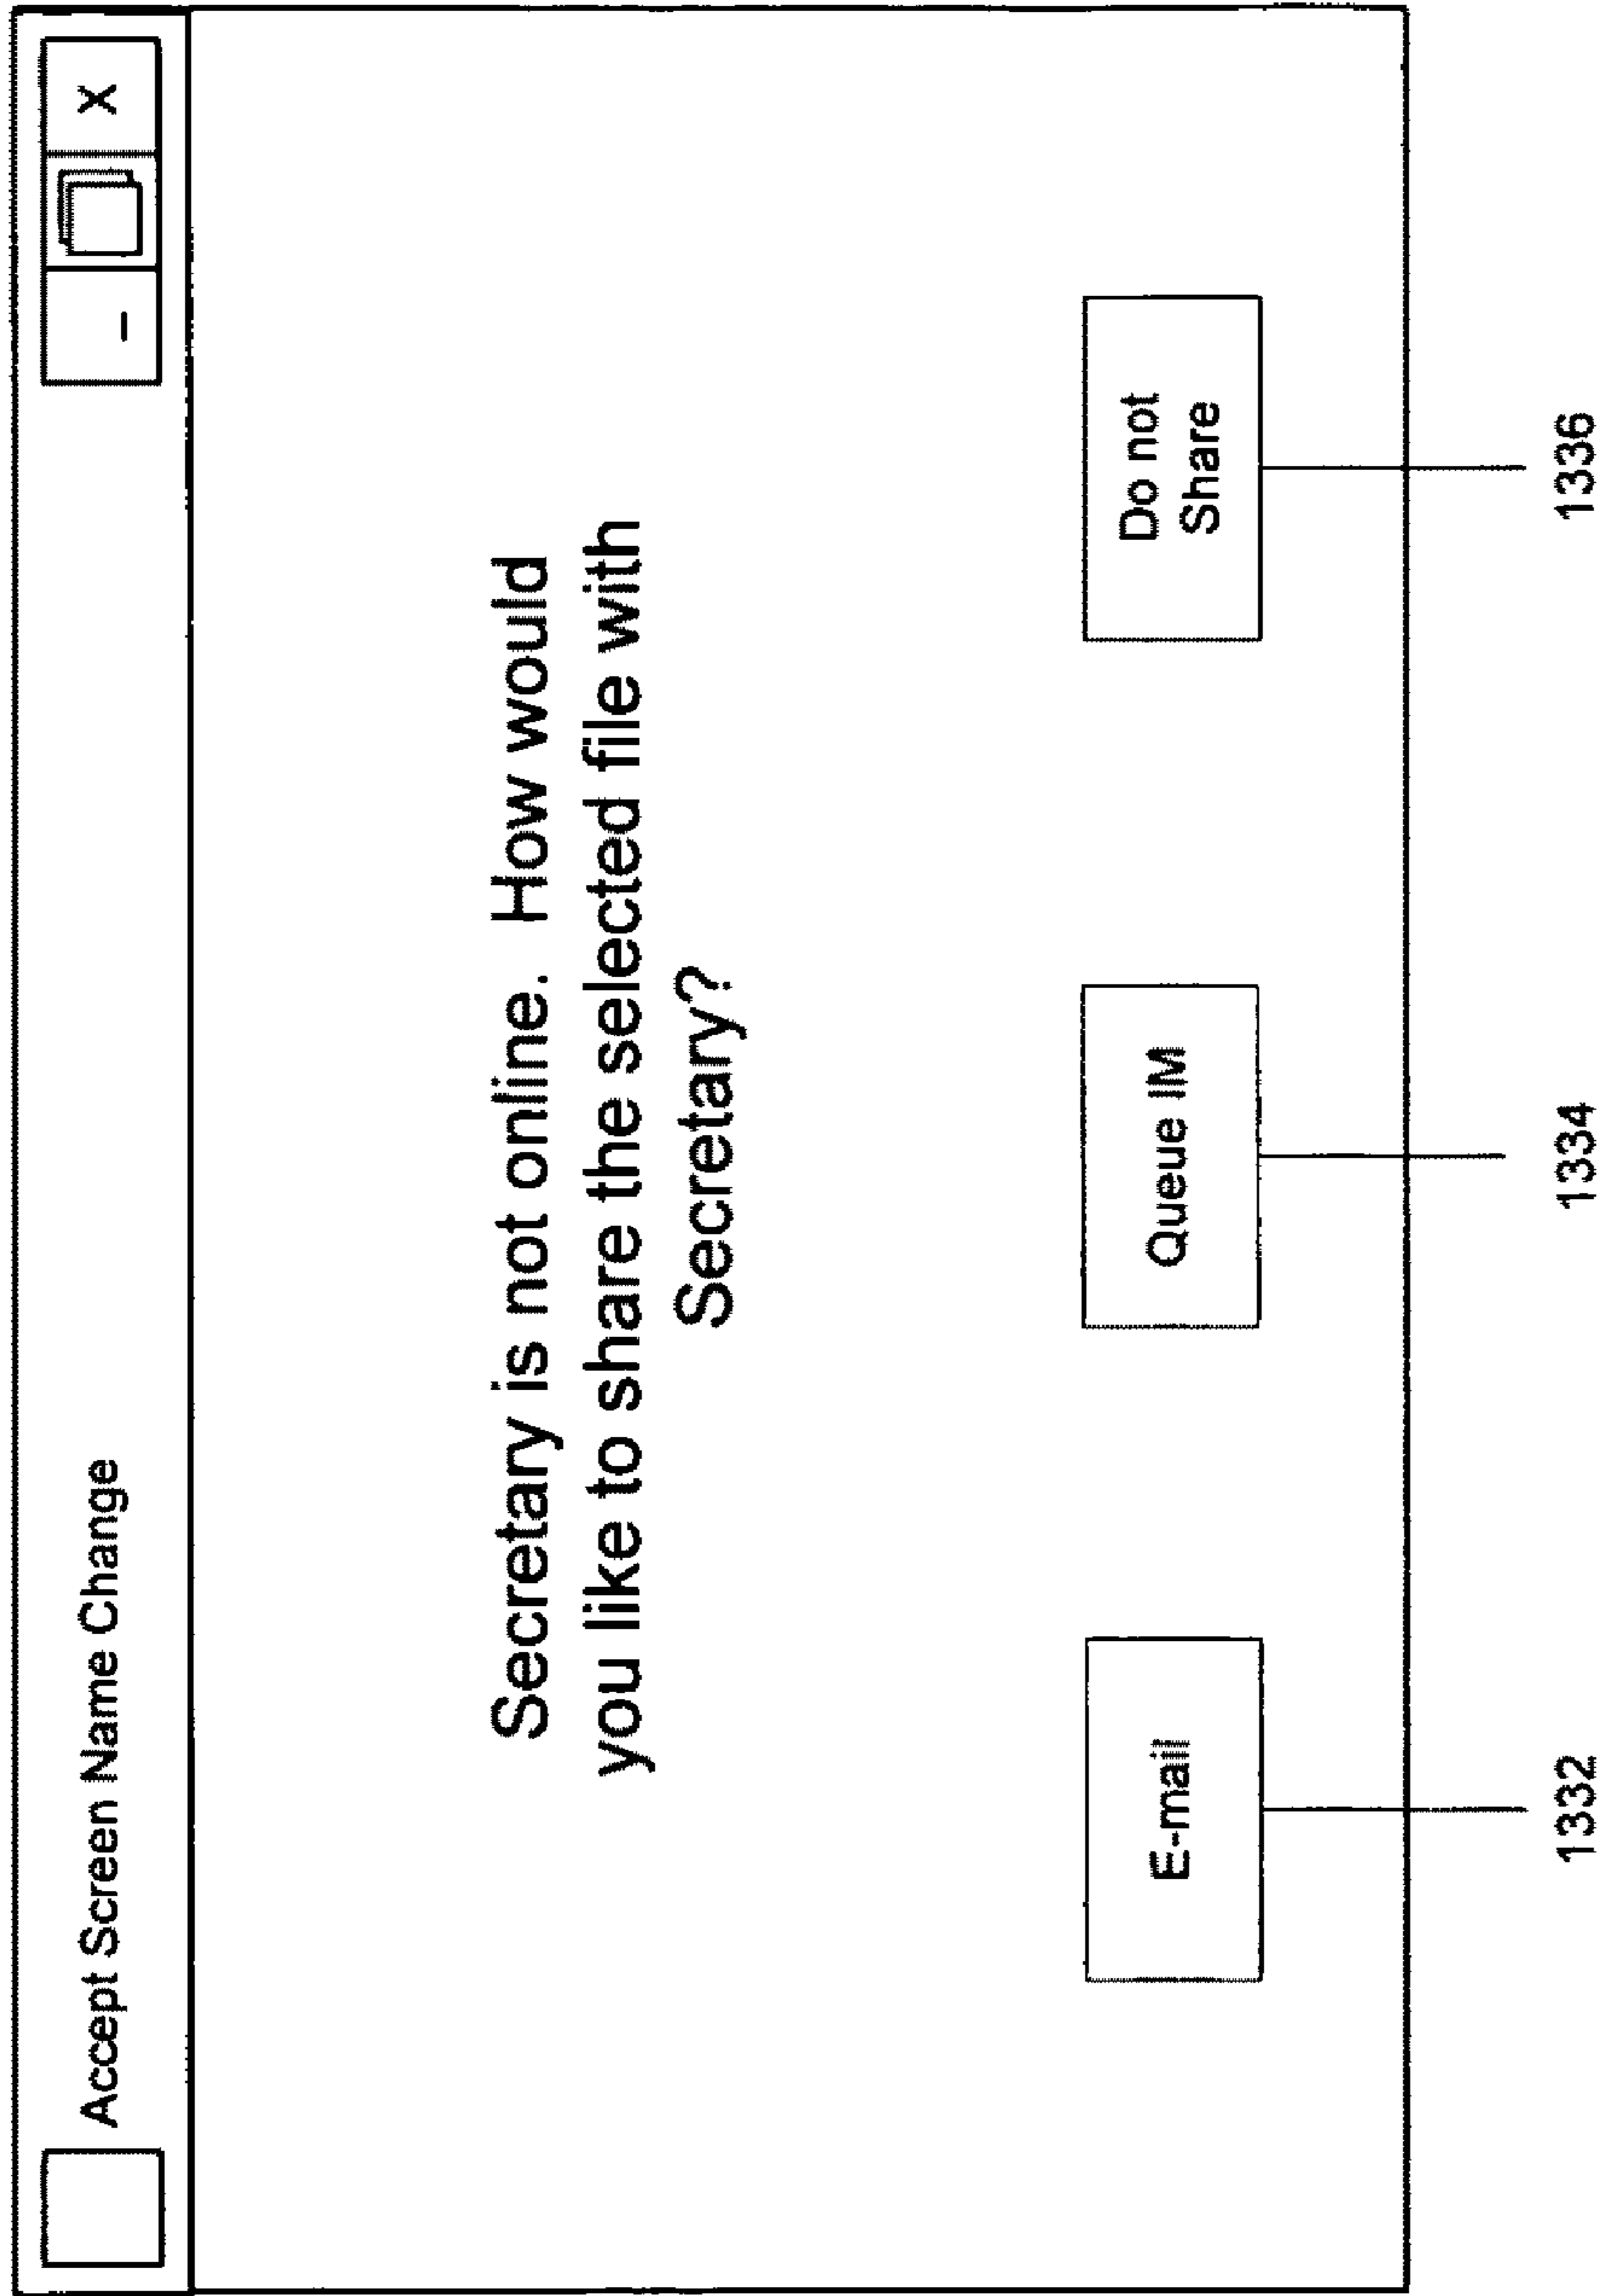 Accept Screen Name Change
– X
Secretary is not online.  How would
you like to share the selected file with
Secretary?
E-mail
Queue IM
Do not
Share
1332
1334
1336